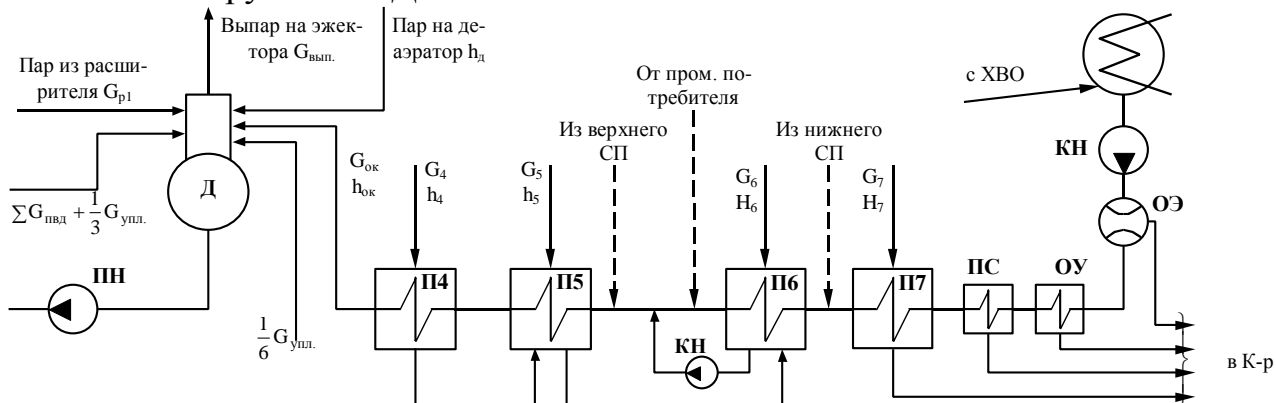 Выпар на эжек-
тора Gвып.
Пар на де-
аэратор hд
Пар из расши-
рителя Gр1
От пром. по-
требителя
с ХВО
Из верхнего
СП
Из нижнего
СП
КН
Gок
hок
G4
h4
G5
h5
G6
H6
G7
H7
Д
ОЭ
∑Gпвд + 1/3 Gупл.
ПН
П4
П5
П6
П7
ПС
ОУ
1/6 Gупл.
КН
в К-р